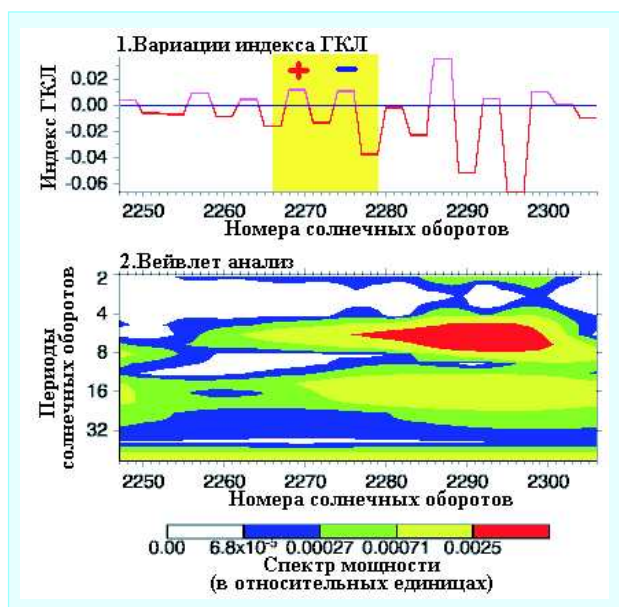 1.Вариации индекса ГКЛ
Индекс ГКЛ
0.02
0.00
-0.02
-0.04
-0.06
+ −
2250 2260 2270 2280 2290 2300
Номера солнечных оборотов
2.Вейвлет анализ
Периоды
солнечных оборотов
2
4
8
16
32
2250 2260 2270 2280 2290 2300
Номера солнечных оборотов
0.00 6.8x10⁻⁵ 0.00027 0.00071 0.0025
Спектр мощности
(в относительных единицах)